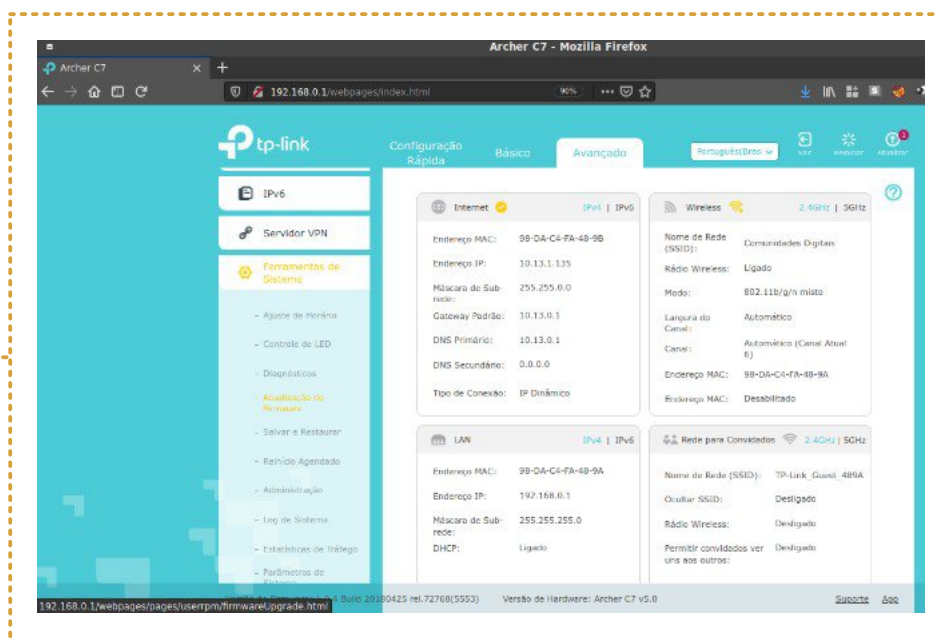 Archer C7 - Mozilla Firefox
Archer C7
192.168.0.1/webpages/index.html
90%
tp-link
Configuração
Rápida
Básico
Avançado
Português(Bras
Atualizar
IPv6
Servidor VPN
Ferramentas de
Sistema
- Ajuste de Horário
- Controle de LED
- Diagnósticos
- Atualização do
Firmware
- Salvar e Restaurar
- Reinício Agendado
- Administração
- Log de Sistema
- Estatísticas de Tráfego
- Parâmetros de
Internet
IPv4 | IPv6
Endereço MAC: 98-DA-C4-FA-48-9B
Endereço IP: 10.13.1.135
Máscara de Sub-
rede: 255.255.0.0
Gateway Padrão: 10.13.0.1
DNS Primário: 10.13.0.1
DNS Secundário: 0.0.0.0
Tipo de Conexão: IP Dinâmico
Wireless
2.4GHz | 5GHz
Nome de Rede
(SSID): Comunidades Digitais
Rádio Wireless: Ligado
Modo: 802.11b/g/n misto
Largura do
Canal: Automático
Canal: Automático (Canal Atual
6)
Endereço MAC: 98-DA-C4-FA-48-9A
Endereço MAC: Desabilitado
LAN
IPv4 | IPv6
Endereço MAC: 98-DA-C4-FA-48-9A
Endereço IP: 192.168.0.1
Máscara de Sub-
rede: 255.255.255.0
DHCP: Ligado
Rede para Convidados
2.4GHz | 5GHz
Nome de Rede (SSID): TP-Link_Guest_489A
Ocultar SSID: Desligado
Rádio Wireless: Desligado
Permitir convidados ver
uns aos outros: Desligado
192.168.0.1/webpages/pages/userrpm/firmwareUpgrade.html
Build 20190425 rel.72768(5553)
Versão de Hardware: Archer C7 v5.0
Suporte
App